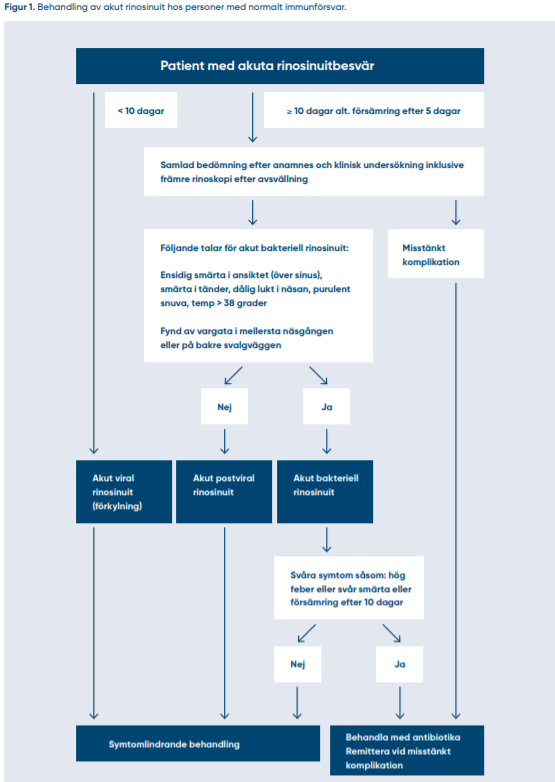 Figur 1. Behandling av akut rinosinuit hos personer med normalt immunförsvar.
Patient med akuta rinosinuitbesvär
< 10 dagar
≥ 10 dagar alt. försämring efter 5 dagar
Samlad bedömning efter anamnes och klinisk undersökning inklusive
främre rinoskopi efter avsvällning
Följande talar för akut bakteriell rinosinuit:
Ensidig smärta i ansiktet (över sinus),
smärta i tänder, dålig lukt i näsan, purulent
snuva, temp > 38 grader
Fynd av vargata i mellersta näsgången
eller på bakre svalgväggen
Misstänkt
komplikation
Nej
Ja
Akut viral
rinosinuit
(förkylning)
Akut postviral
rinosinuit
Akut bakteriell
rinosinuit
Svåra symtom såsom: hög
feber eller svår smärta eller
försämring efter 10 dagar
Nej
Ja
Symtomlindrande behandling
Behandla med antibiotika
Remittera vid misstänkt
komplikation